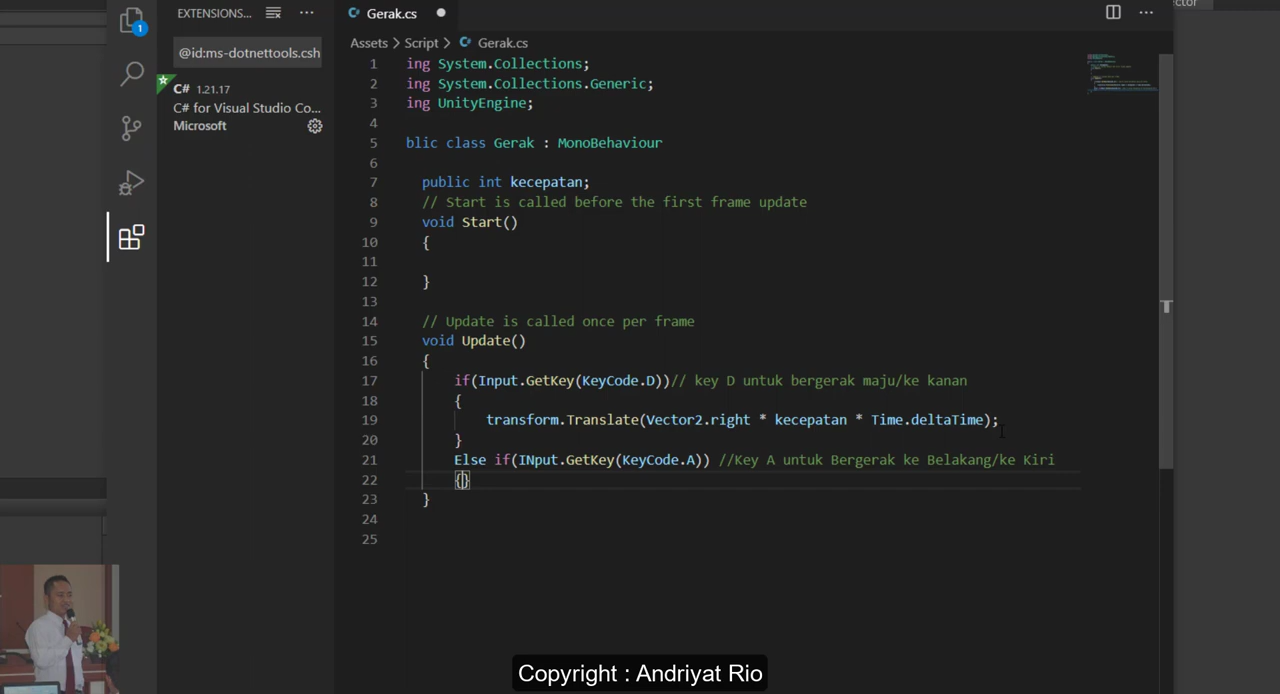 EXTENSIONS...
Gerak.cs
ctor
1
@id:ms-dotnettools.csh
C# 1.21.17
C# for Visual Studio Co...
Microsoft
Assets > Script > Gerak.cs
1 ing System.Collections;
2 ing System.Collections.Generic;
3 ing UnityEngine;
4
5 blic class Gerak : MonoBehaviour
6
7 public int kecepatan;
8 // Start is called before the first frame update
9 void Start()
10 {
11
12 }
13
14 // Update is called once per frame
15 void Update()
16 {
17 if(Input.GetKey(KeyCode.D))// key D untuk bergerak maju/ke kanan
18 {
19 transform.Translate(Vector2.right * kecepatan * Time.deltaTime);
20 }
21 Else if(INput.GetKey(KeyCode.A)) //Key A untuk Bergerak ke Belakang/ke Kiri
22 {}
23 }
24
25
Copyright : Andriyat Rio